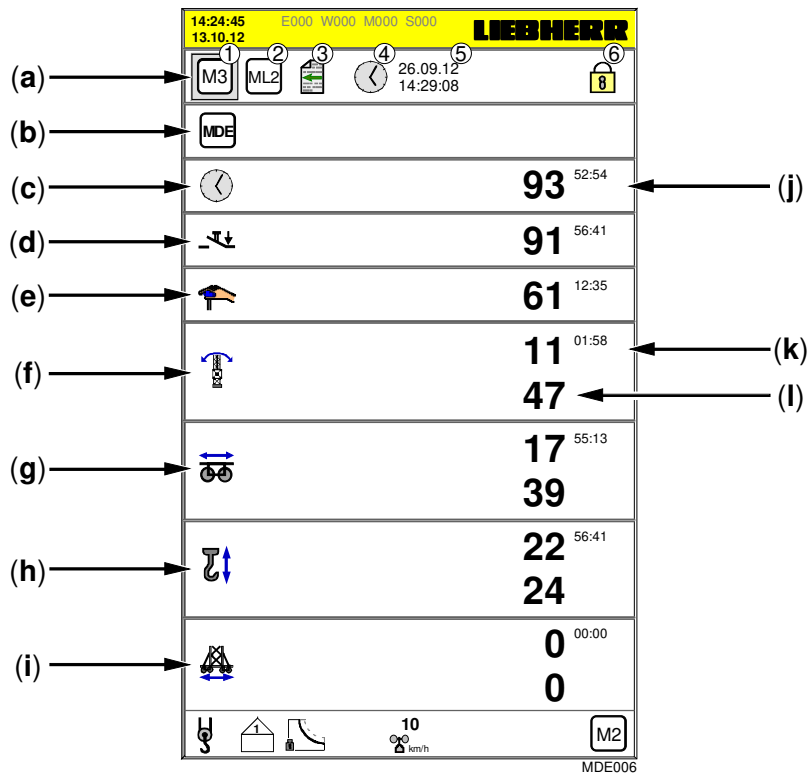 14:24:45 E000 W000 M000 S000 LIEBHERR
13.10.12
1 2 3 4 5 6
(a) M3 ML2 26.09.12
14:29:08 8
(b) MDE
(c) 93 52:54 (j)
(d) 91 56:41
(e) 61 12:35
(f) 11 01:58 (k)
47 (l)
(g) 17 55:13
39
(h) 22 56:41
24
(i) 0 00:00
0
1 10 km/h M2
MDE006